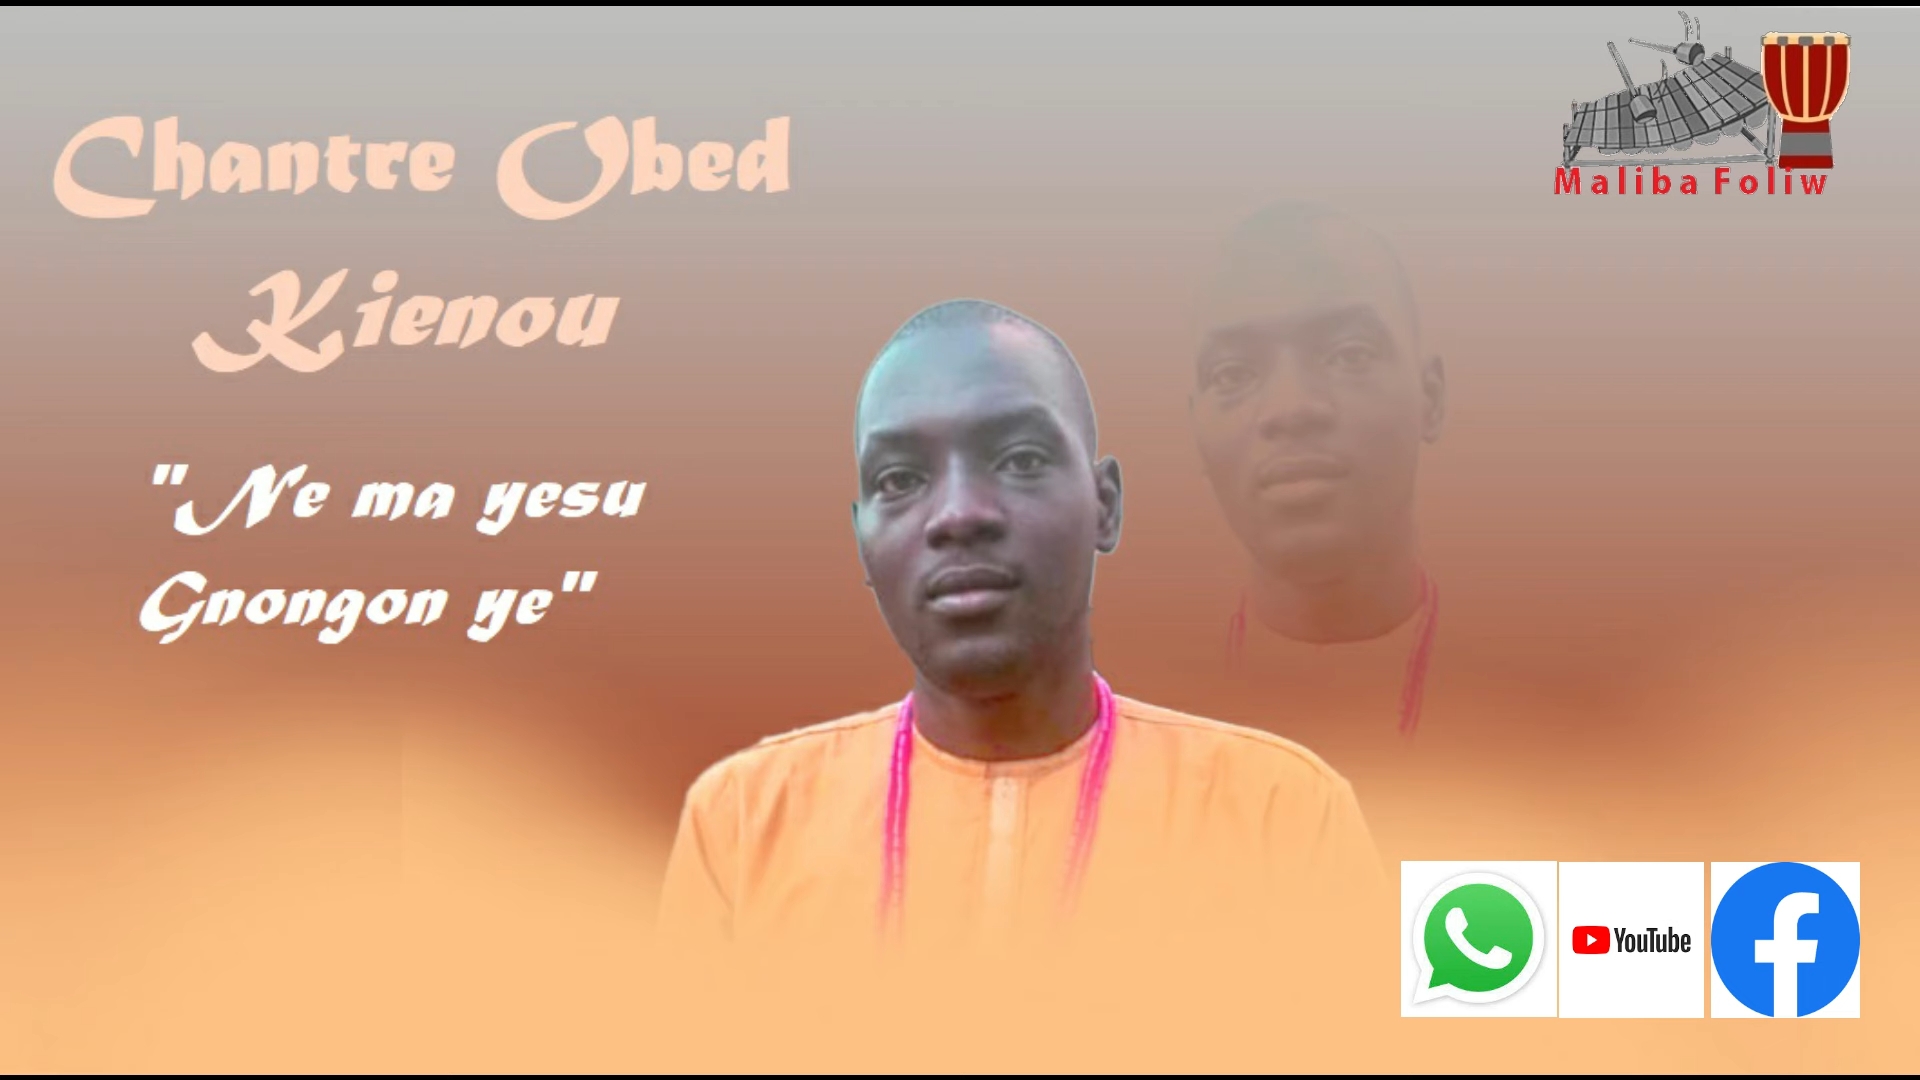 Chantre Obed
Kienou
"Ne ma yesu
Gnongon ye"
Maliba Foliw
YouTube